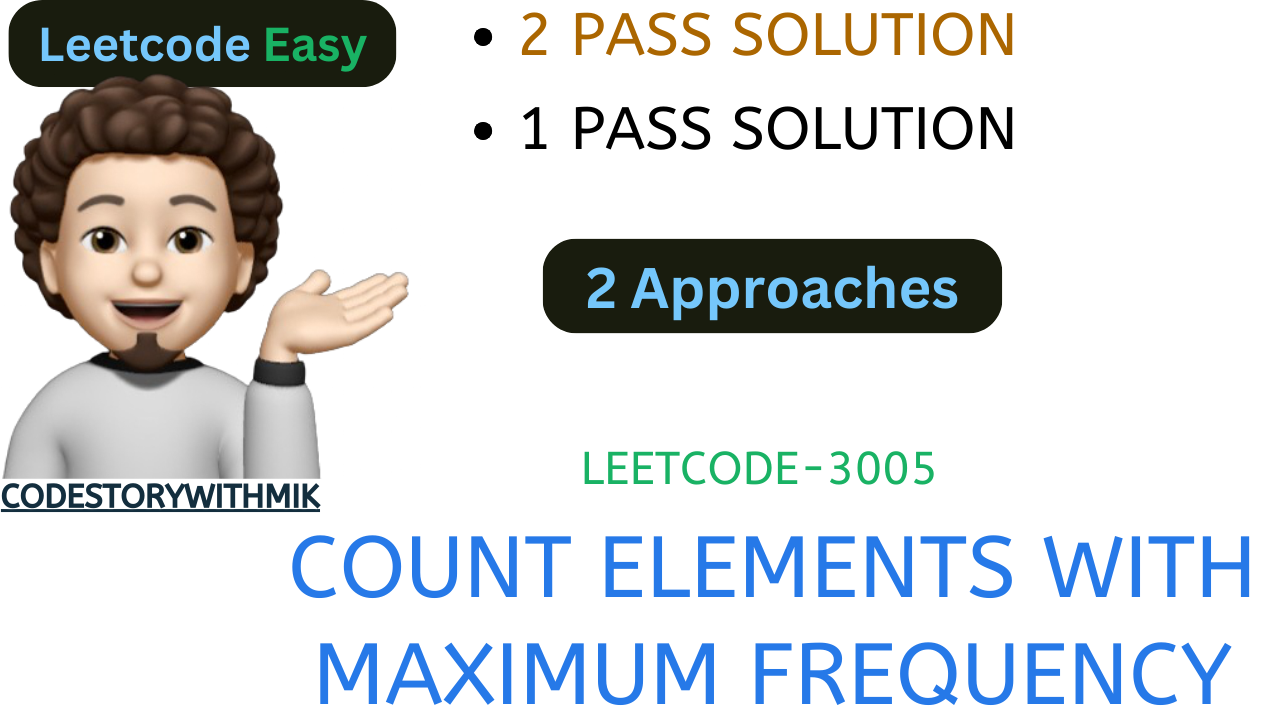 Leetcode Easy
• 2 PASS SOLUTION
• 1 PASS SOLUTION
2 Approaches
LEETCODE-3005
CODESTORYWITHMIK
COUNT ELEMENTS WITH
MAXIMUM FREQUENCY